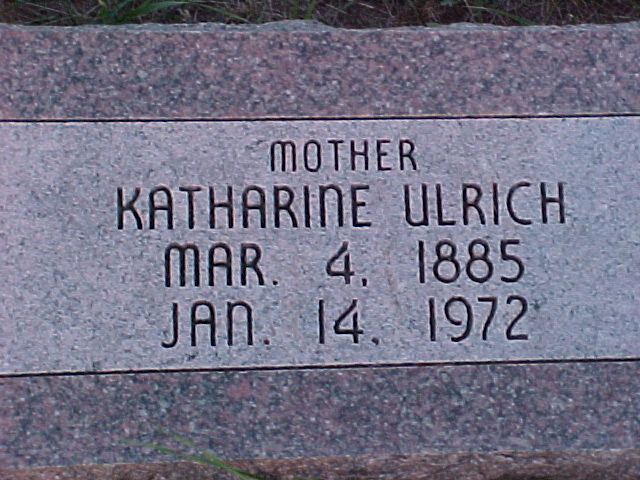 MOTHER
KATHARINE ULRICH
MAR. 4, 1885
JAN. 14, 1972